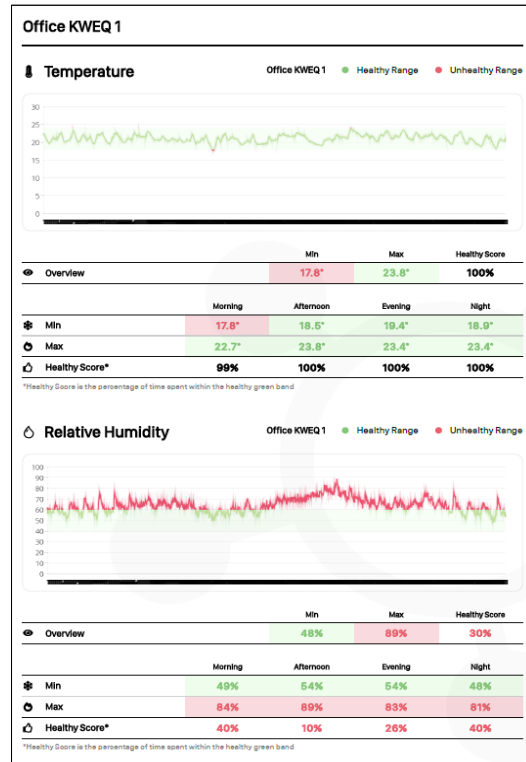 Office KWEQ 1
Temperature
Office KWEQ 1 Healthy Range Unhealthy Range
30
25
20
15
10
5
0
Min Max Healthy Score
Overview 17.8° 23.8° 100%
Morning Afternoon Evening Night
Min 17.8° 18.5° 19.4° 18.9°
Max 22.7° 23.8° 23.4° 23.4°
Healthy Score* 99% 100% 100% 100%
*Healthy Score is the percentage of time spent within the healthy green band
Relative Humidity
Office KWEQ 1 Healthy Range Unhealthy Range
100
90
80
70
60
50
40
30
20
10
0
Min Max Healthy Score
Overview 48% 89% 30%
Morning Afternoon Evening Night
Min 49% 54% 54% 48%
Max 84% 89% 83% 81%
Healthy Score* 40% 10% 26% 40%
*Healthy Score is the percentage of time spent within the healthy green band